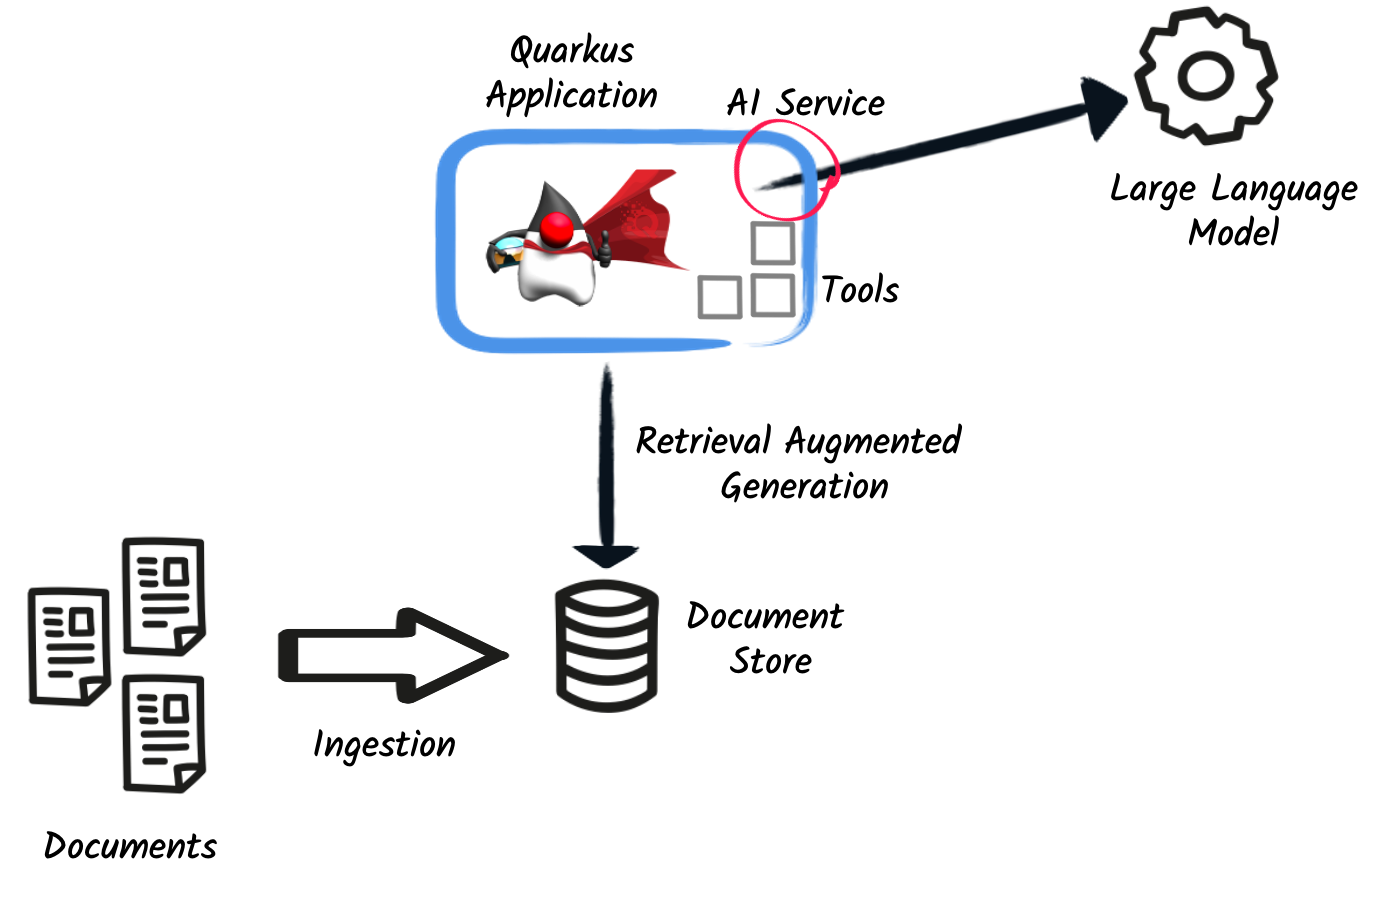 Quarkus
Application
AI Service
Large Language
Model
Tools
Retrieval Augmented
Generation
Document
Store
Ingestion
Documents